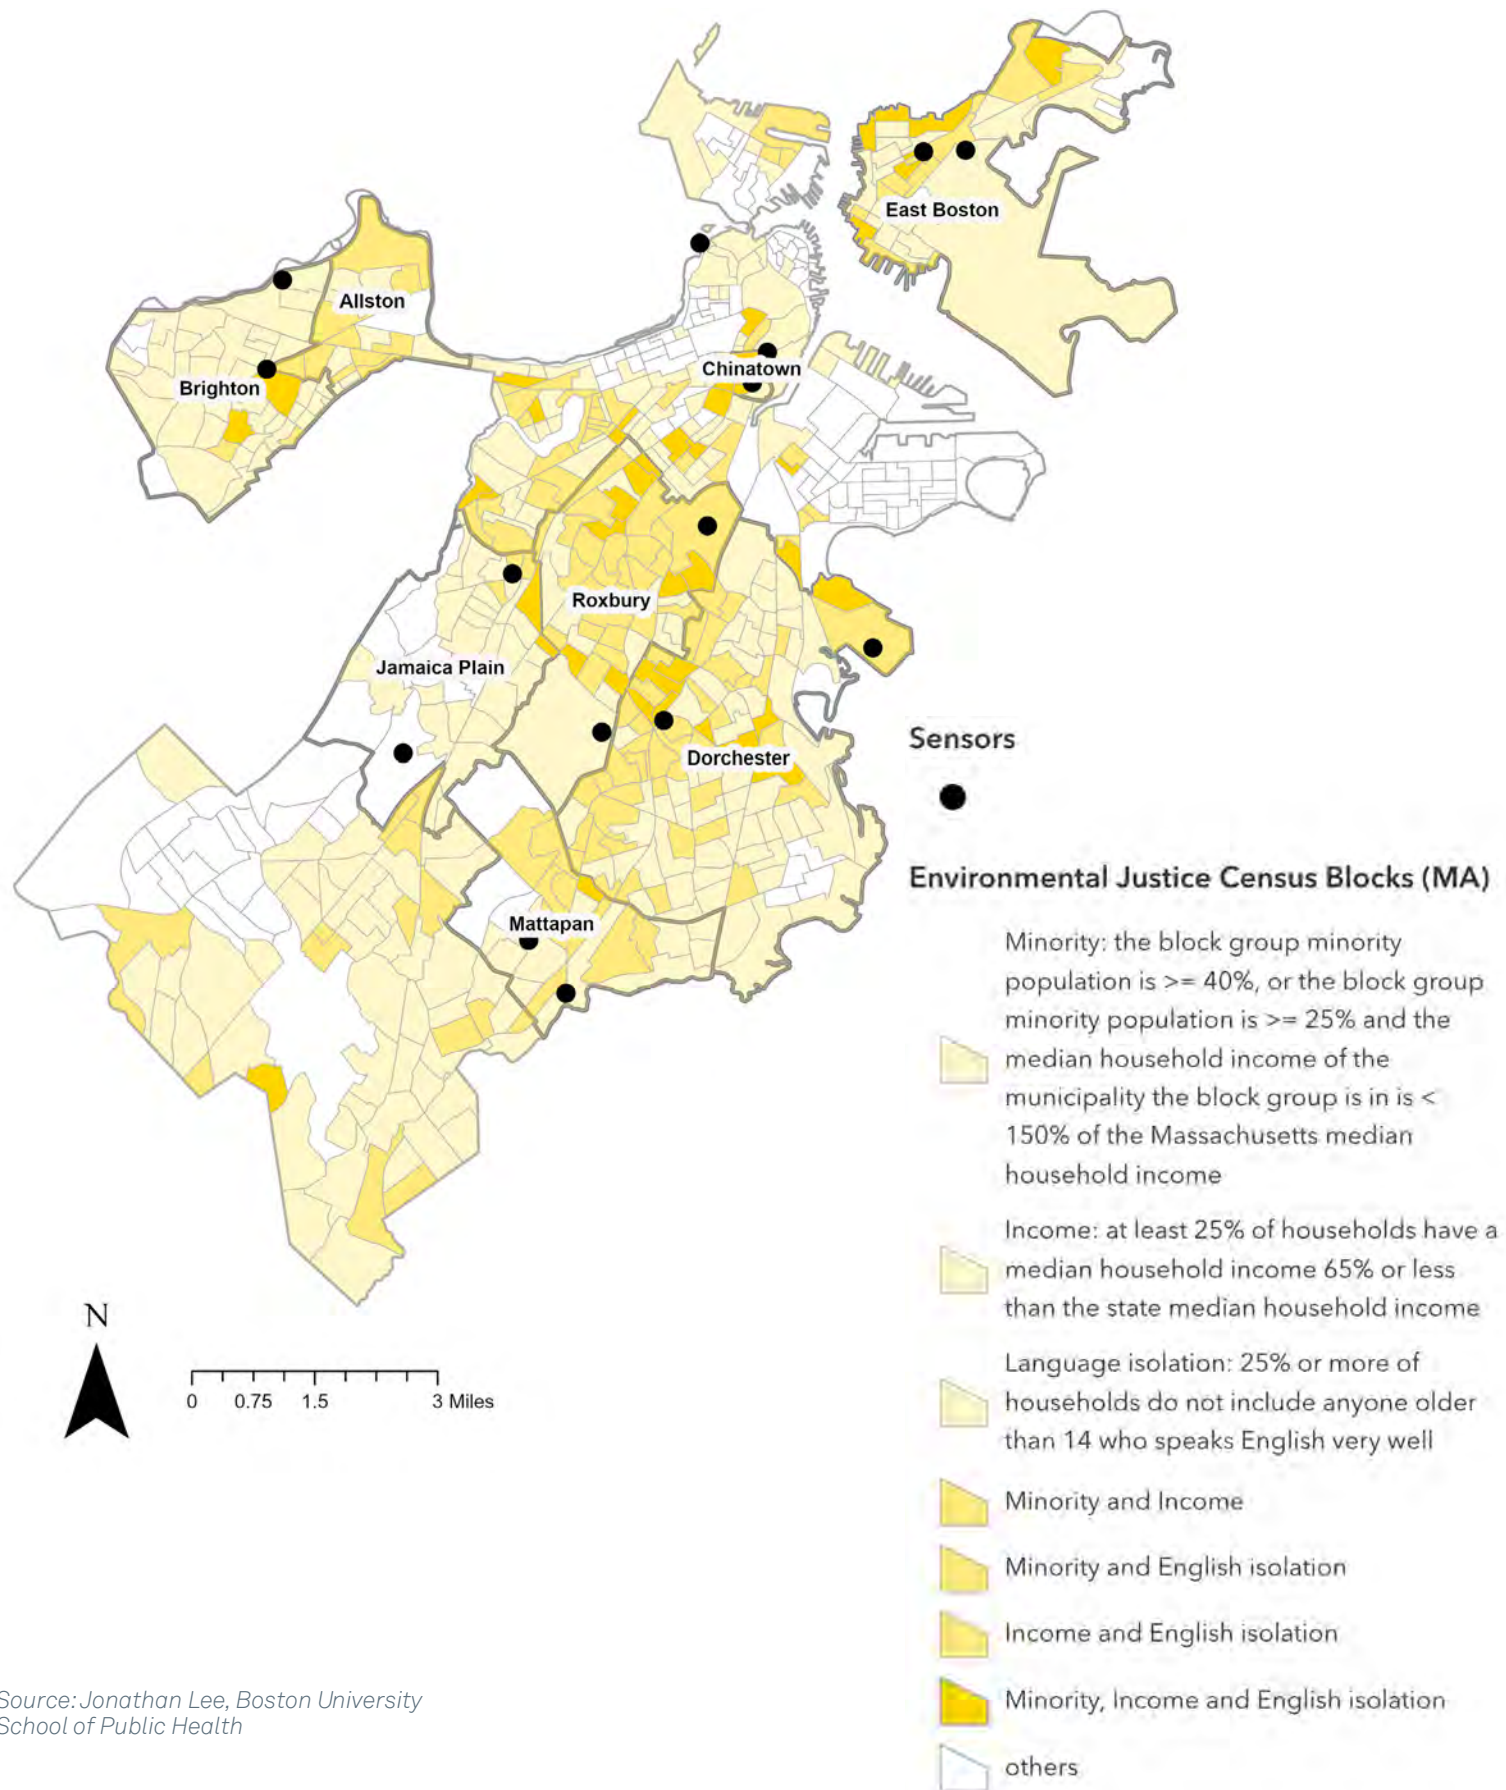 East Boston
Allston
Chinatown
Brighton
Roxbury
Jamaica Plain
Dorchester
Mattapan
Sensors
Environmental Justice Census Blocks (MA)
Minority: the block group minority
population is >= 40%, or the block group
minority population is >= 25% and the
median household income of the
municipality the block group is in is <
150% of the Massachusetts median
household income
Income: at least 25% of households have a
median household income 65% or less
than the state median household income
Language isolation: 25% or more of
households do not include anyone older
than 14 who speaks English very well
Minority and Income
Minority and English isolation
Income and English isolation
Minority, Income and English isolation
others
N
0 0.75 1.5 3 Miles
Source: Jonathan Lee, Boston University
School of Public Health